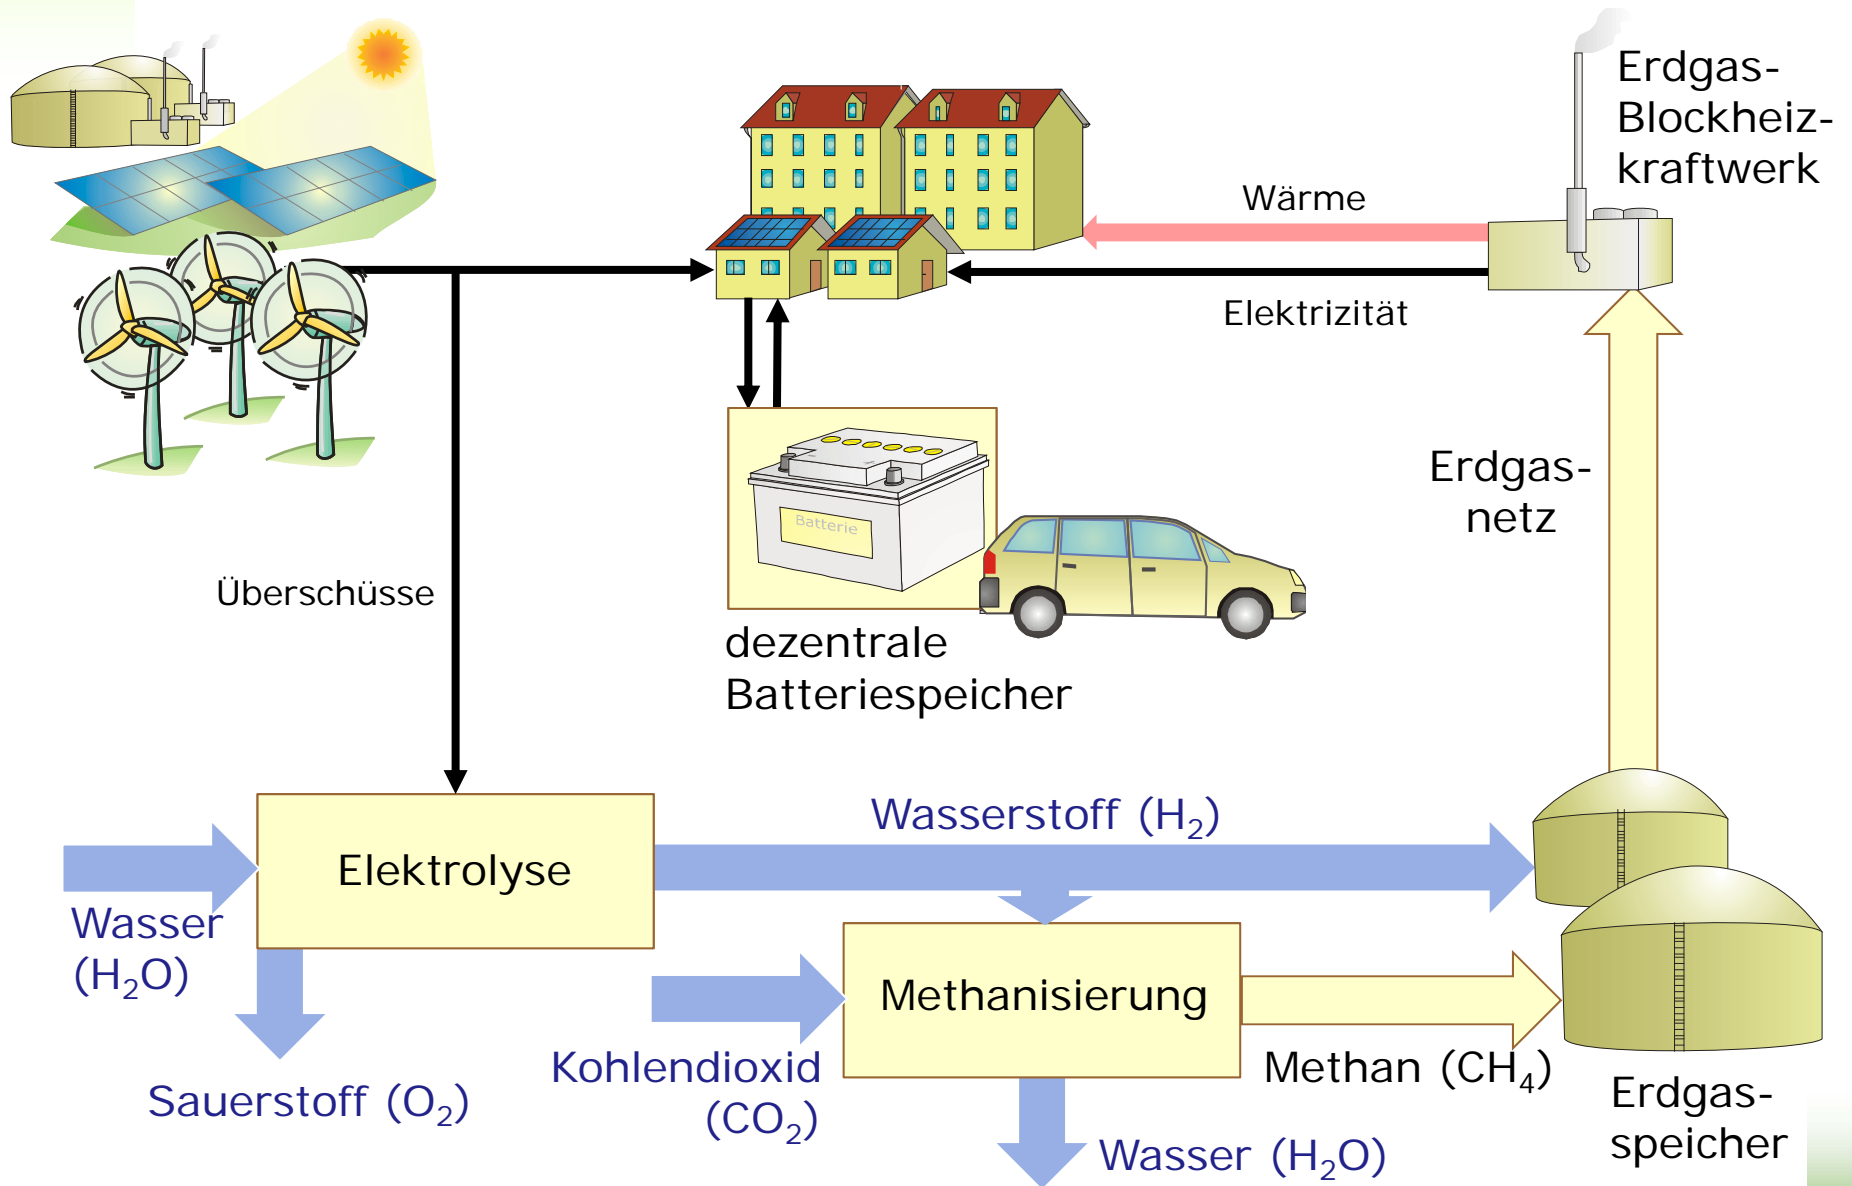 Erdgas-
Blockheiz-
kraftwerk
Wärme
Elektrizität
Erdgas-
netz
Batterie
Überschüsse
dezentrale
Batteriespeicher
Wasserstoff (H₂)
Elektrolyse
Wasser
(H₂O)
Methanisierung
Kohlendioxid
(CO₂)
Methan (CH₄)
Sauerstoff (O₂)
Erdgas-
speicher
Wasser (H₂O)